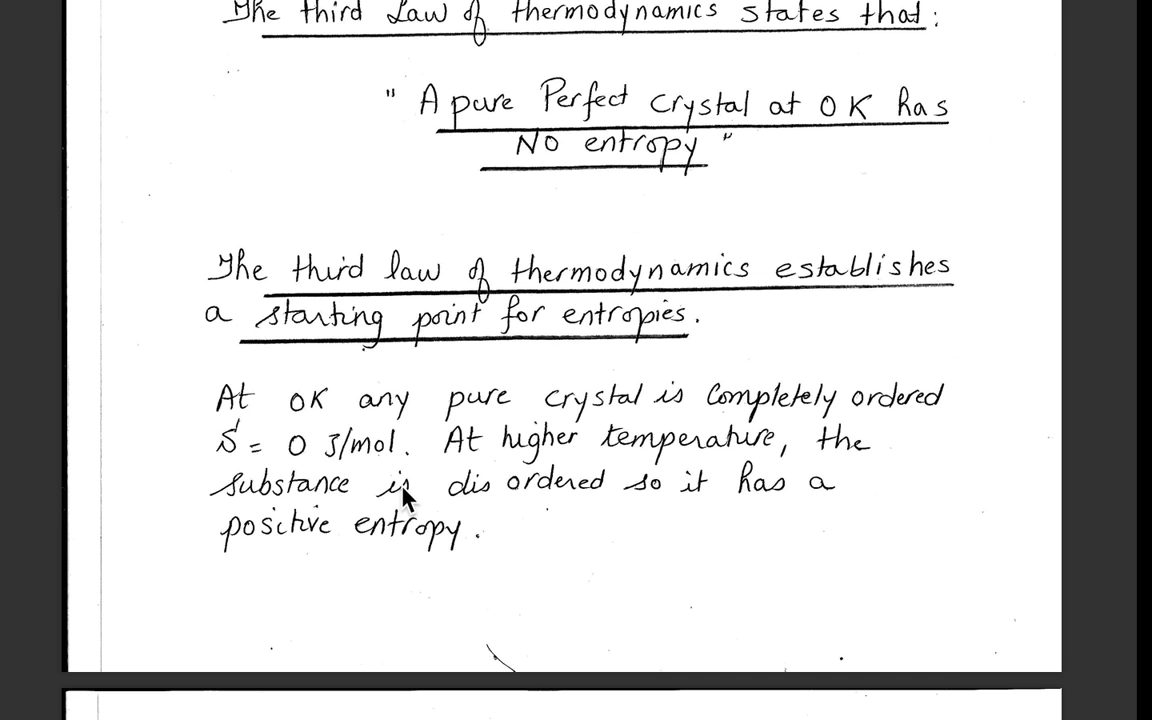 The third Law of thermodynamics states that:
" A pure Perfect crystal at 0 K has
NO entropy "
The third law of thermodynamics establishes
a starting point for entropies.
At 0K any pure crystal is Completely ordered
S = 0 J/mol. At higher temperature, the
substance is dis ordered so it has a
positive entropy.